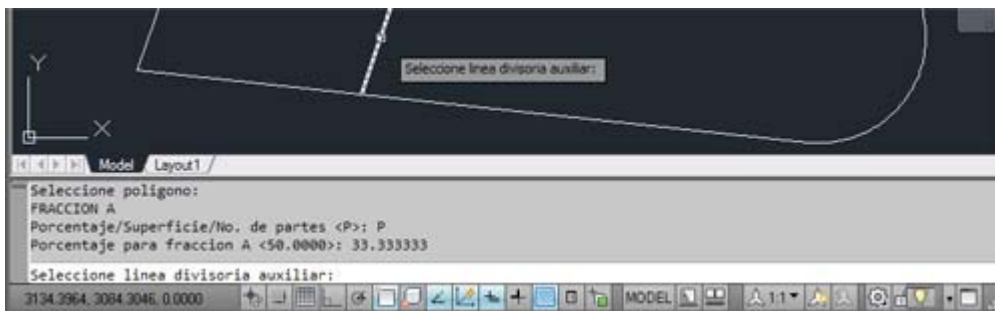 Y
Seleccione linea divisoria auxiliar:
X
Model Layout1
Seleccione poligono:
FRACCION A
Porcentaje/Superficie/No. de partes <P>: P
Porcentaje para fraccion A <50.0000>: 33.333333
Seleccione linea divisoria auxiliar:
3134.3964, 3084.3046, 0.0000 MODEL 1:1